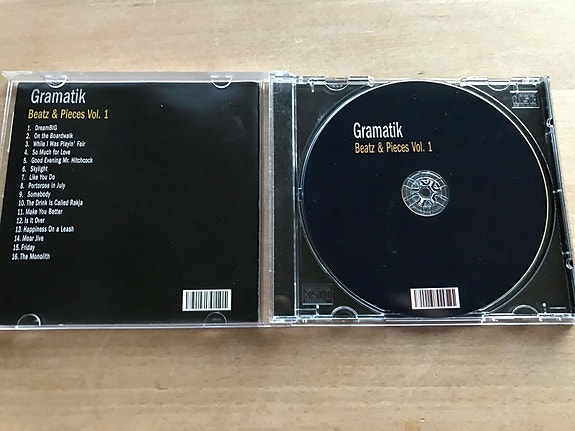 Gramatik
Beatz & Pieces Vol. 1
1. DreamBIG
2. On the Boardwalk
3. While I Was Playin' Fair
4. So Much for Love
5. Good Evening Mr. Hitchcock
6. Skylight
7. Like You Do
8. Portorose in July
9. Somebody
10. The Drink Is Called Rakja
11. Make You Better
12. Is It Over
13. Happiness On a Leash
14. Moar Jive
15. Friday
16. The Monolith
Gramatik
Beatz & Pieces Vol. 1